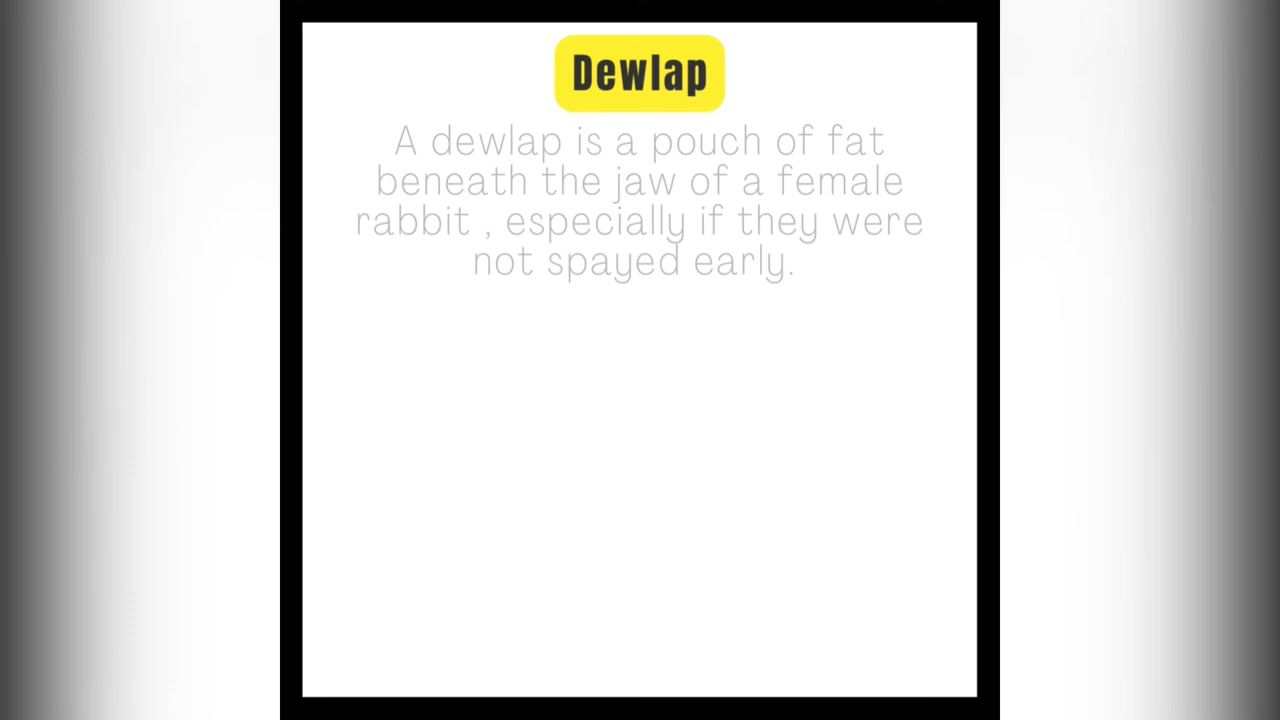 Dewlap
A dewlap is a pouch of fat
beneath the jaw of a female
rabbit , especially if they were
not spayed early.